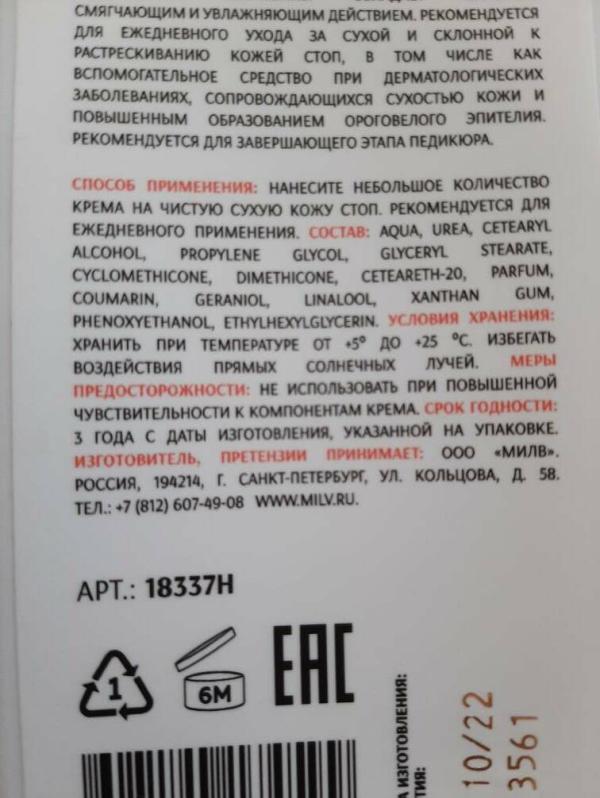 СМЯГЧАЮЩИМ И УВЛАЖНЯЮЩИМ ДЕЙСТВИЕМ. РЕКОМЕНДУЕТСЯ
ДЛЯ ЕЖЕДНЕВНОГО УХОДА ЗА СУХОЙ И СКЛОННОЙ К
РАСТРЕСКИВАНИЮ КОЖЕЙ СТОП, В ТОМ ЧИСЛЕ КАК
ВСПОМОГАТЕЛЬНОЕ СРЕДСТВО ПРИ ДЕРМАТОЛОГИЧЕСКИХ
ЗАБОЛЕВАНИЯХ, СОПРОВОЖДАЮЩИХСЯ СУХОСТЬЮ КОЖИ И
ПОВЫШЕННЫМ ОБРАЗОВАНИЕМ ОРОГОВЕЛОГО ЭПИТЕЛИЯ.
РЕКОМЕНДУЕТСЯ ДЛЯ ЗАВЕРШАЮЩЕГО ЭТАПА ПЕДИКЮРА.
СПОСОБ ПРИМЕНЕНИЯ: НАНЕСИТЕ НЕБОЛЬШОЕ КОЛИЧЕСТВО
КРЕМА НА ЧИСТУЮ СУХУЮ КОЖУ СТОП. РЕКОМЕНДУЕТСЯ ДЛЯ
ЕЖЕДНЕВНОГО ПРИМЕНЕНИЯ. СОСТАВ: AQUA, UREA, CETEARYL
ALCOHOL, PROPYLENE GLYCOL, GLYCERYL STEARATE,
CYCLOMETHICONE, DIMETHICONE, CETEARETH-20, PARFUM,
COUMARIN, GERANIOL, LINALOOL, XANTHAN GUM,
PHENOXYETHANOL, ETHYLHEXYLGLYCERIN. УСЛОВИЯ ХРАНЕНИЯ:
ХРАНИТЬ ПРИ ТЕМПЕРАТУРЕ ОТ +5° ДО +25 °C. ИЗБЕГАТЬ
ВОЗДЕЙСТВИЯ ПРЯМЫХ СОЛНЕЧНЫХ ЛУЧЕЙ. МЕРЫ
ПРЕДОСТОРОЖНОСТИ: НЕ ИСПОЛЬЗОВАТЬ ПРИ ПОВЫШЕННОЙ
ЧУВСТВИТЕЛЬНОСТИ К КОМПОНЕНТАМ КРЕМА. СРОК ГОДНОСТИ:
3 ГОДА С ДАТЫ ИЗГОТОВЛЕНИЯ, УКАЗАННОЙ НА УПАКОВКЕ.
ИЗГОТОВИТЕЛЬ, ПРЕТЕНЗИИ ПРИНИМАЕТ: ООО «МИЛВ».
РОССИЯ, 194214, Г. САНКТ-ПЕТЕРБУРГ, УЛ. КОЛЬЦОВА, Д. 58.
ТЕЛ.: +7 (812) 607-49-08 WWW.MILV.RU.
АРТ.: 18337H
1
6M
EAC
ИЗГОТОВЛЕНИЯ:
10/22
3561